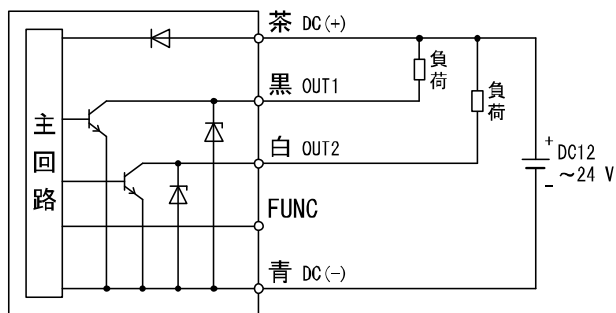 茶 DC(+)
負荷
負荷
黒 OUT1
主回路
白 OUT2
+
DC12
～24 V
−
FUNC
青 DC(-)